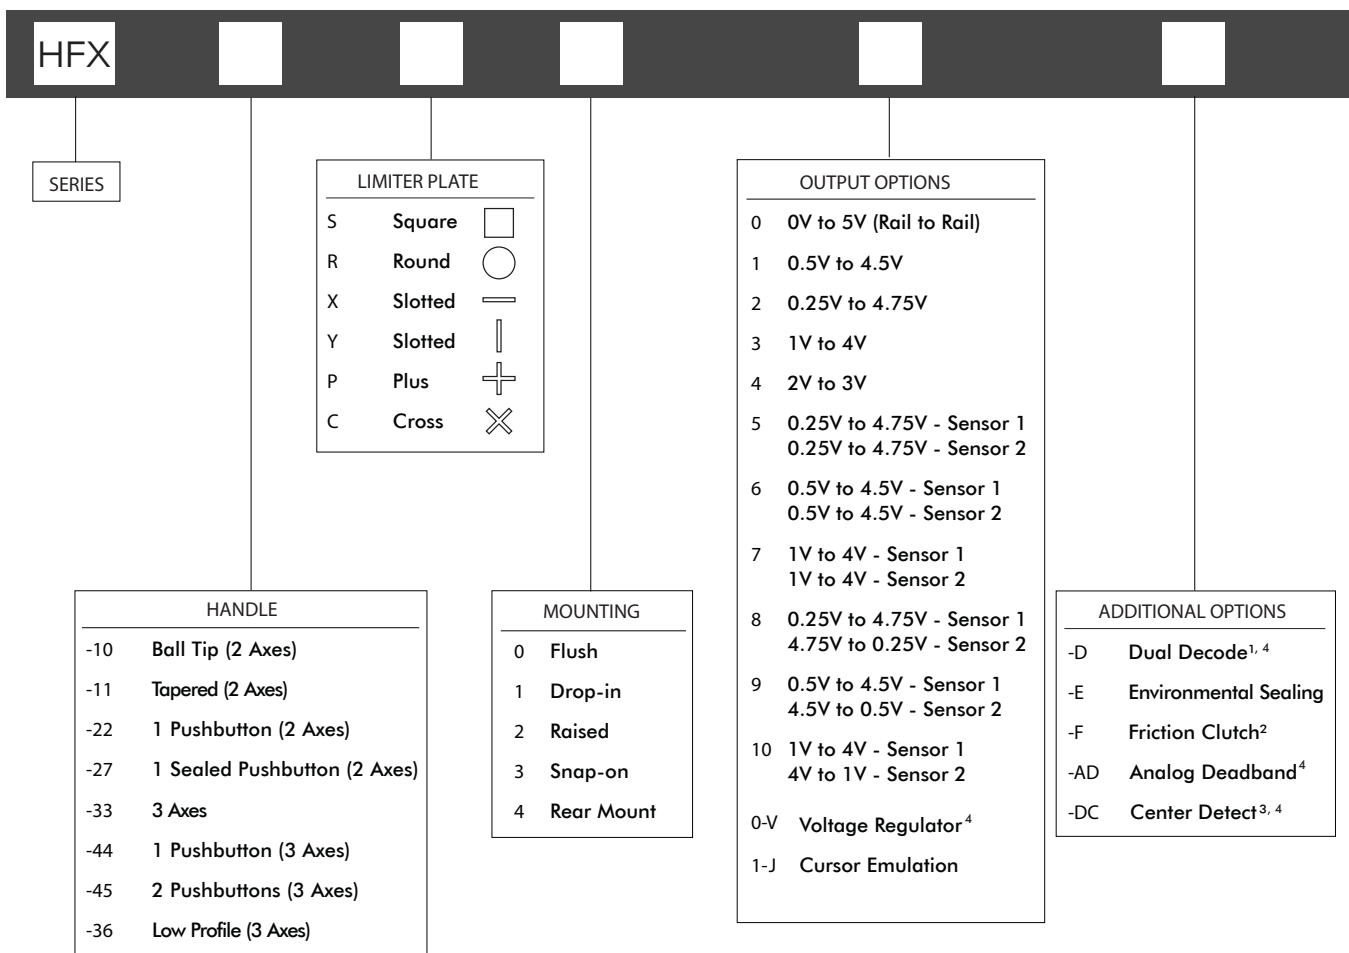 HFX
SERIES
LIMITER PLATE
S Square
R Round
X Slotted
Y Slotted
P Plus
C Cross
OUTPUT OPTIONS
0 0V to 5V (Rail to Rail)
1 0.5V to 4.5V
2 0.25V to 4.75V
3 1V to 4V
4 2V to 3V
5 0.25V to 4.75V - Sensor 1
0.25V to 4.75V - Sensor 2
6 0.5V to 4.5V - Sensor 1
0.5V to 4.5V - Sensor 2
7 1V to 4V - Sensor 1
1V to 4V - Sensor 2
8 0.25V to 4.75V - Sensor 1
4.75V to 0.25V - Sensor 2
9 0.5V to 4.5V - Sensor 1
4.5V to 0.5V - Sensor 2
10 1V to 4V - Sensor 1
4V to 1V - Sensor 2
0-V Voltage Regulator⁴
1-J Cursor Emulation
HANDLE
-10 Ball Tip (2 Axes)
-11 Tapered (2 Axes)
-22 1 Pushbutton (2 Axes)
-27 1 Sealed Pushbutton (2 Axes)
-33 3 Axes
-44 1 Pushbutton (3 Axes)
-45 2 Pushbuttons (3 Axes)
-36 Low Profile (3 Axes)
MOUNTING
0 Flush
1 Drop-in
2 Raised
3 Snap-on
4 Rear Mount
ADDITIONAL OPTIONS
-D Dual Decode¹, ⁴
-E Environmental Sealing
-F Friction Clutch²
-AD Analog Deadband⁴
-DC Center Detect³, ⁴